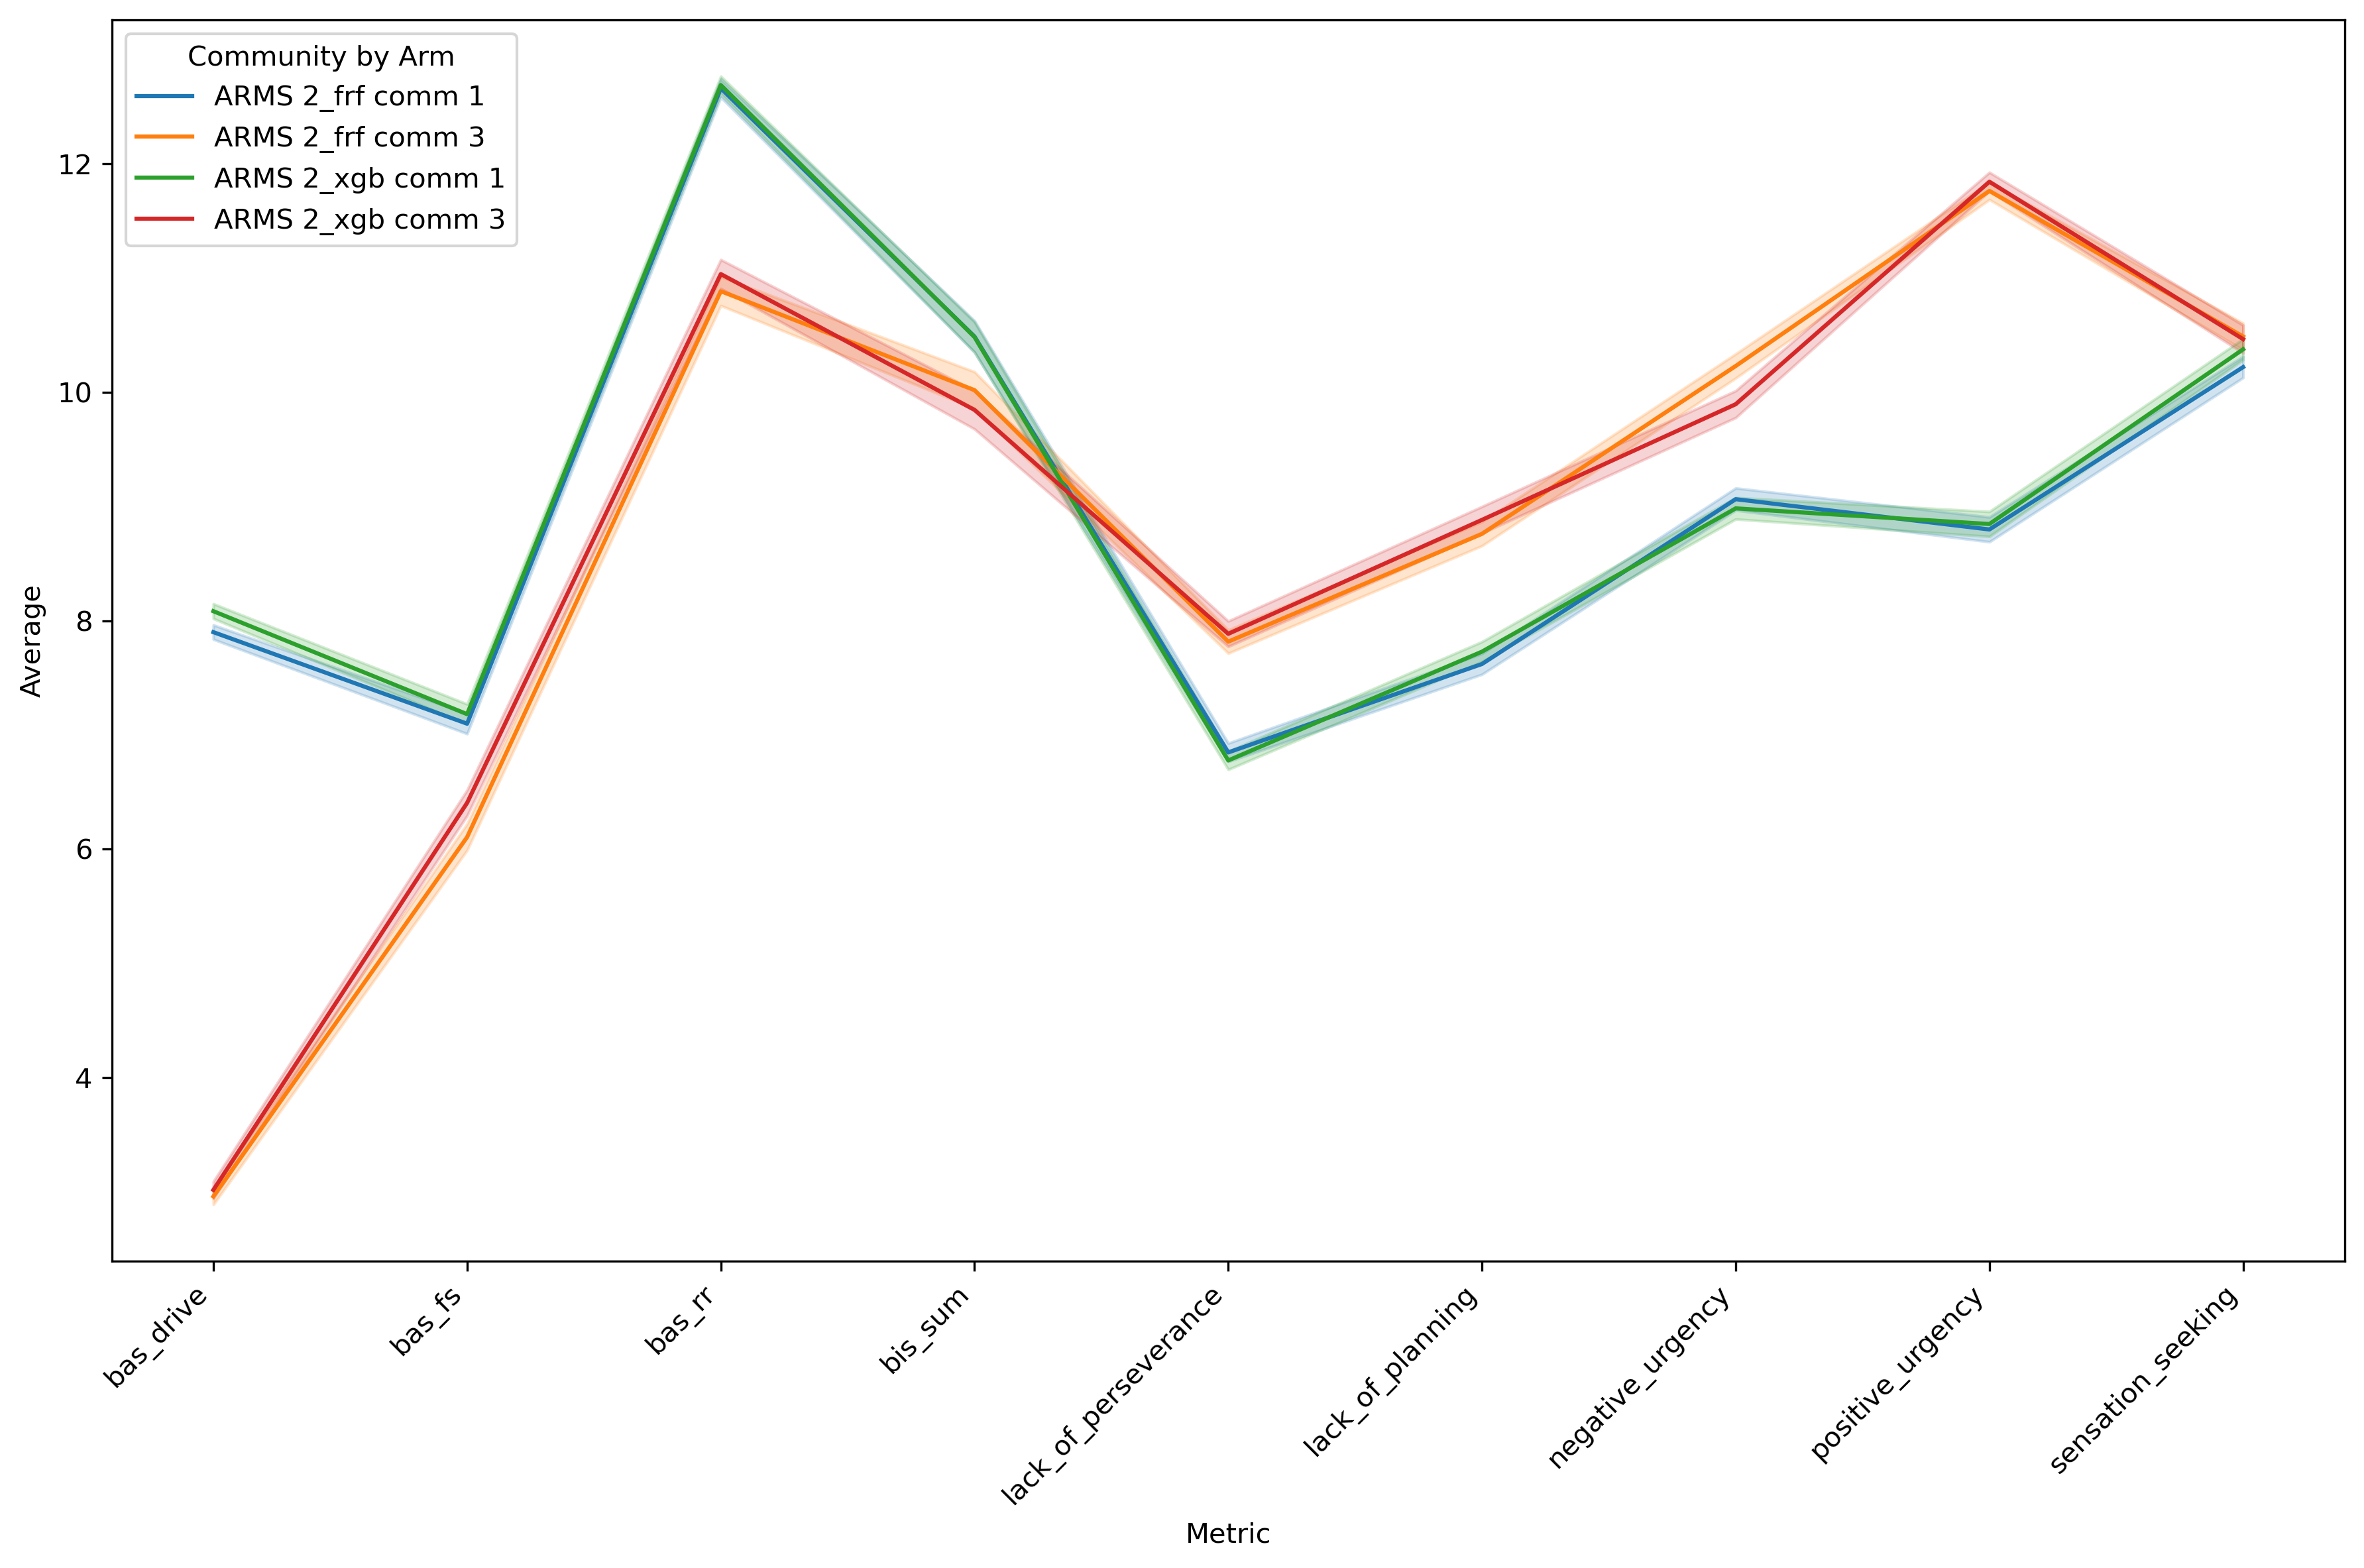 Community by Arm
ARMS 2_frf comm 1
ARMS 2_frf comm 3
ARMS 2_xgb comm 1
ARMS 2_xgb comm 3
12
10
8
6
4
Average
bas_drive
bas_fs
bas_rr
bis_sum
lack_of_perseverance
lack_of_planning
negative_urgency
positive_urgency
sensation_seeking
Metric